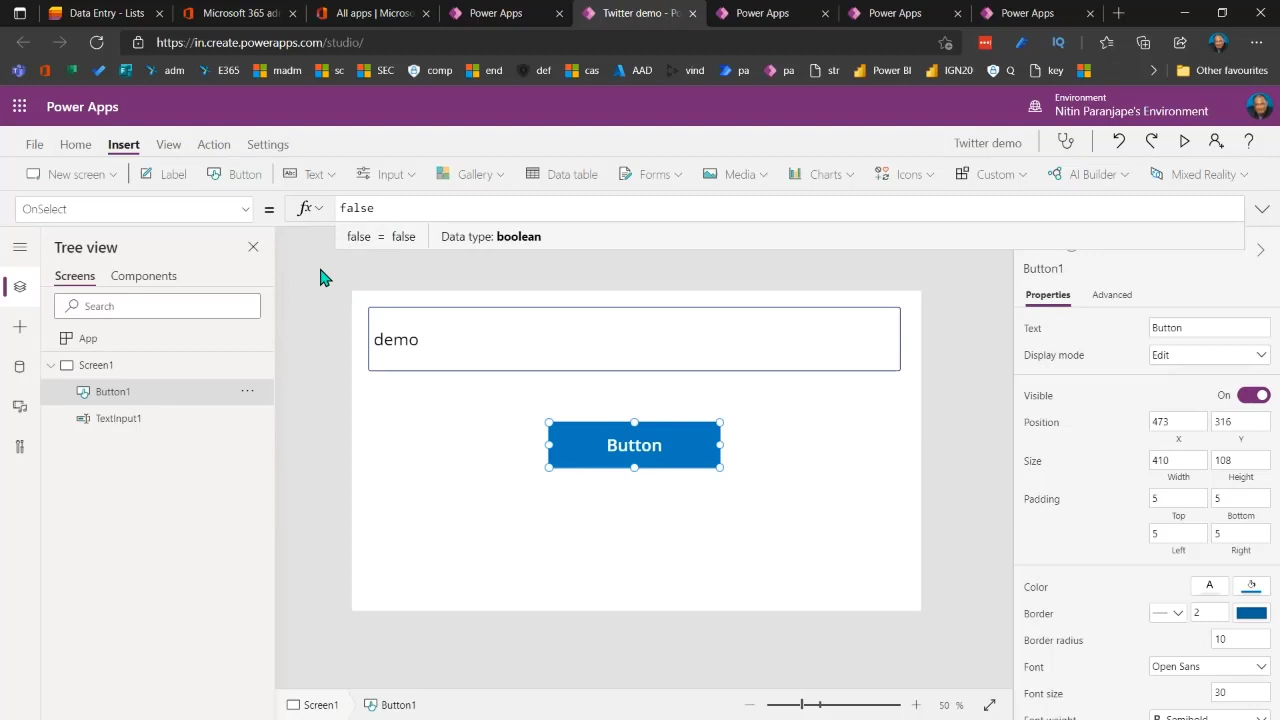 Data Entry - Lists
Microsoft 365 adm
All apps | Microso
Power Apps
Twitter demo - Po
Power Apps
Power Apps
Power Apps
https://in.create.powerapps.com/studio/
IQ
adm
E365
madm
sc
SEC
comp
end
def
cas
AAD
vind
pa
pa
str
Power BI
IGN20
Q
key
Other favourites
Power Apps
Environment
Nitin Paranjape's Environment
File
Home
Insert
View
Action
Settings
Twitter demo
?
New screen
Label
Button
Abc
Text
Input
Gallery
Data table
Forms
Media
Charts
Icons
Custom
AI Builder
Mixed Reality
OnSelect
=
fx
false
false = false
Data type: boolean
Tree view
Screens
Components
Search
App
Screen1
Button1
TextInput1
demo
Button
Button1
Properties
Advanced
Text
Button
Display mode
Edit
Visible
On
Position
473
316
X
Y
Size
410
108
Width
Height
Padding
5
5
Top
Bottom
5
5
Left
Right
Color
A
Border
2
Border radius
10
Font
Open Sans
Font size
30
Screen1
Button1
50 %